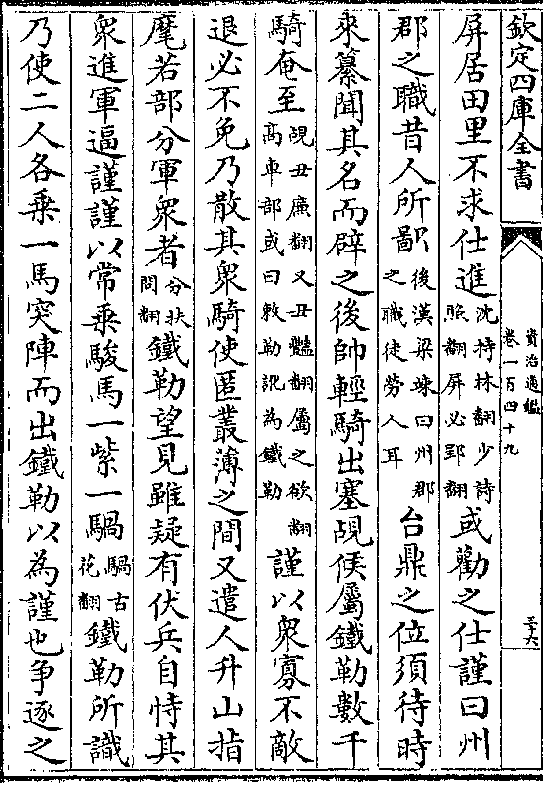 欽定四庫全書
資治通鑑
卷一百四十九
三十六
屏居田里不求仕進沈持林翻少詩照翻屏必郢翻或勸之仕謹曰州
郡之職昔人所鄙後漢梁竦曰州郡之職徒勞人耳台鼎之位須待時
來纂聞其名而辟之後帥輕騎出塞覘候屬鐵勒數千
騎奄至覘丑廉翻又丑豔翻屬之欲翻高車部或曰敕勒訛為鐵勒謹以衆寡不敵
退必不免乃散其衆騎使匿叢薄之間又遣人升山指
麾若部分軍衆者分扶問翻鐵勒望見雖疑有伏兵自恃其
衆進軍逼謹謹以常乗駿馬一紫一騧騧古花翻鐵勒所識
乃使二人各乗一馬突陣而出鐵勒以為謹也爭逐之